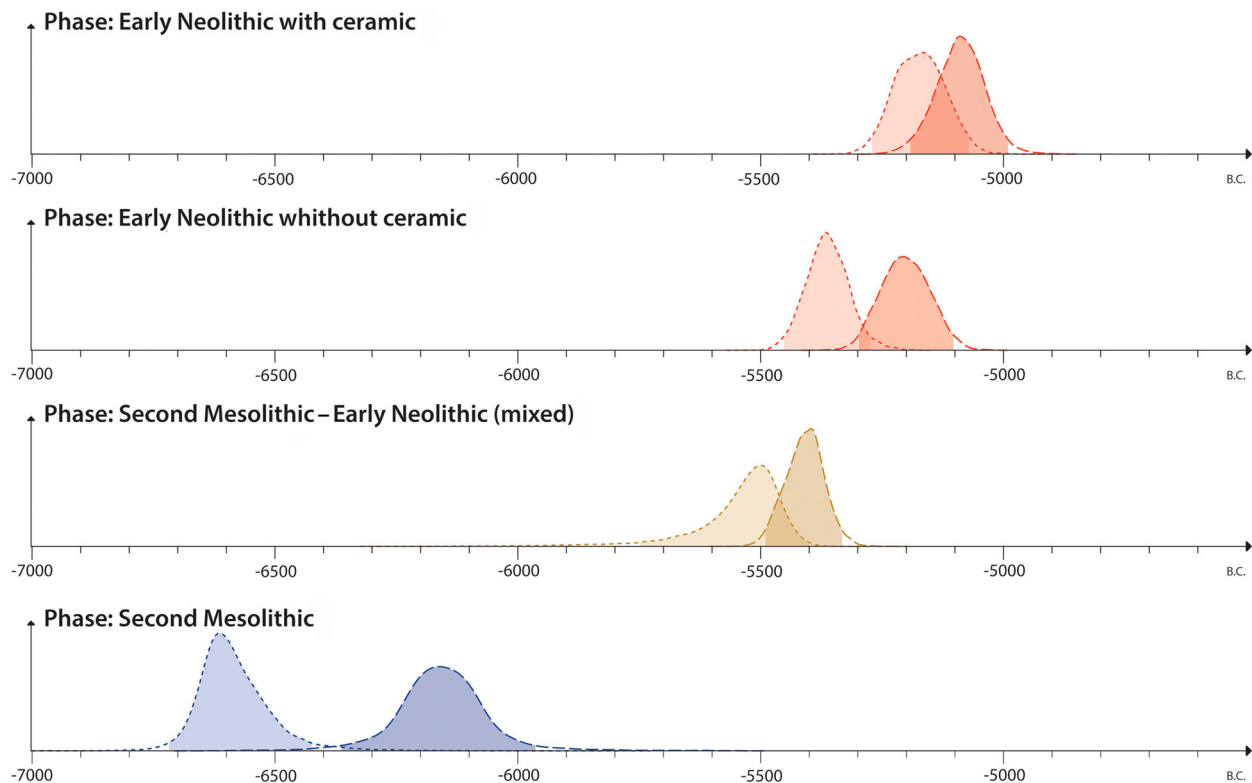 Phase: Early Neolithic with ceramic
-7000 -6500 -6000 -5500 -5000 B.C.
Phase: Early Neolithic whithout ceramic
-7000 -6500 -6000 -5500 -5000 B.C.
Phase: Second Mesolithic – Early Neolithic (mixed)
-7000 -6500 -6000 -5500 -5000 B.C.
Phase: Second Mesolithic
-7000 -6500 -6000 -5500 -5000 B.C.